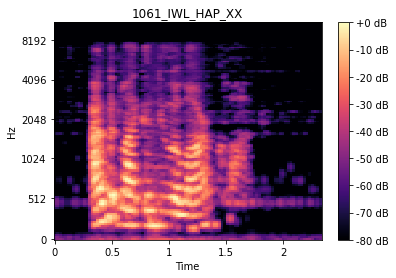 1061_IWL_HAP_XX
+0 dB
8192
-10 dB
4096
-20 dB
-30 dB
2048
Hz
-40 dB
1024
-50 dB
512
-60 dB
-70 dB
0
-80 dB
0 0.5 1 1.5 2
Time